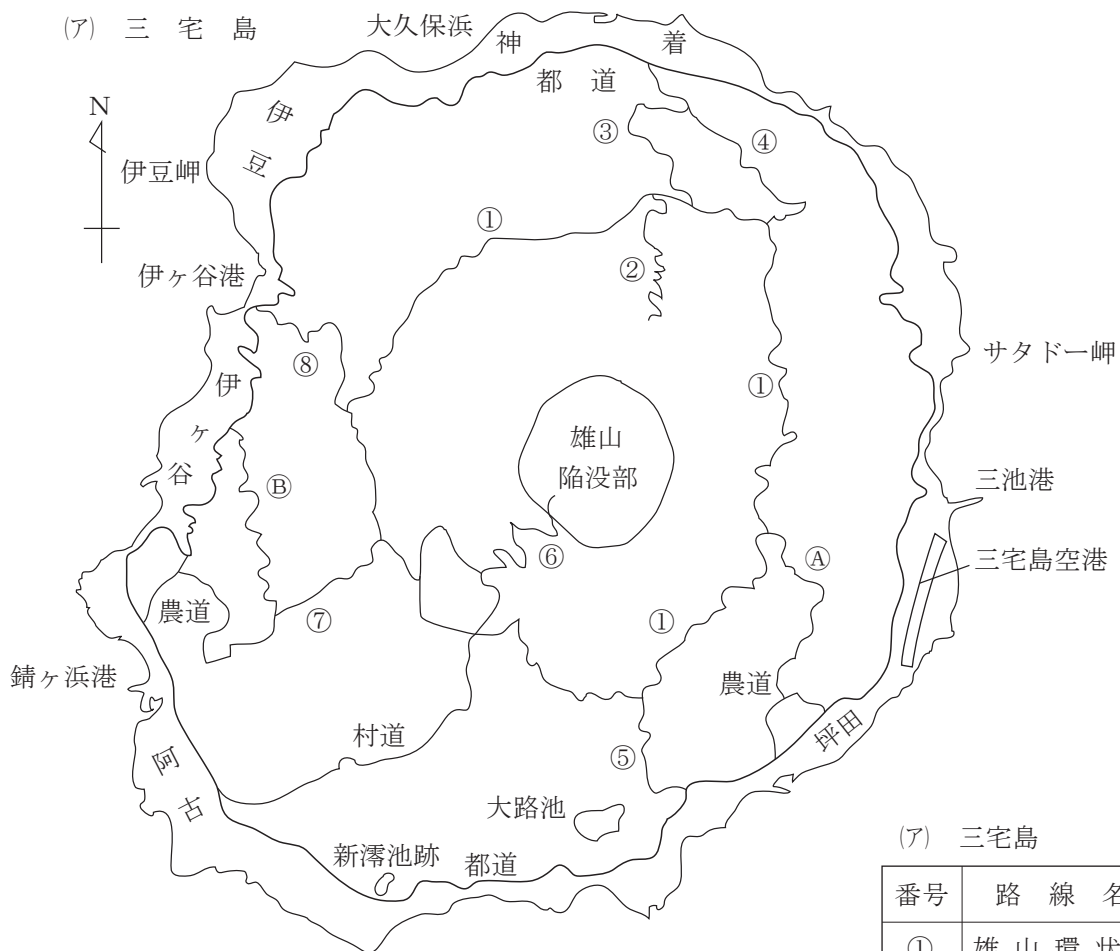 (ア) 三宅島
大久保浜
神着
都道
N
伊豆
③
④
伊豆岬
①
②
伊ヶ谷港
⑧
伊ヶ谷
サタドー岬
①
雄山
陥没部
Ⓑ
三池港
⑥
Ⓐ
三宅島空港
農道
⑦
①
錆ヶ浜港
農道
村道
坪田
⑤
阿古
大路池
新澪池跡
都道
(ア) 三宅島
番号 路線名
① 雄山環状